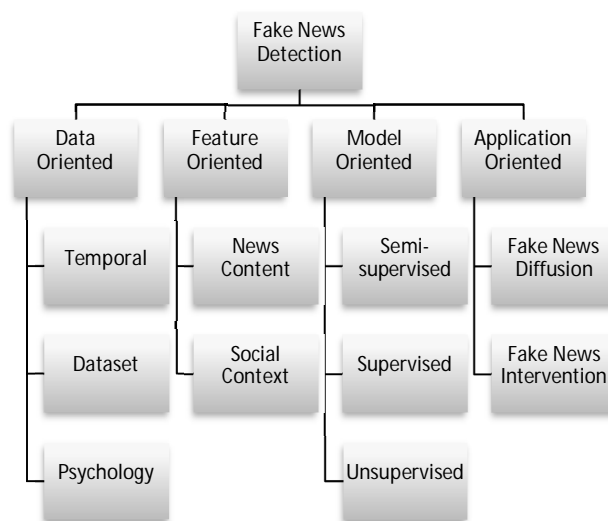 Fake News
Detection
Data
Oriented
Feature
Oriented
Model
Oriented
Application
Oriented
Temporal
News
Content
Semi-
supervised
Fake News
Diffusion
Dataset
Social
Context
Supervised
Fake News
Intervention
Psychology
Unsupervised